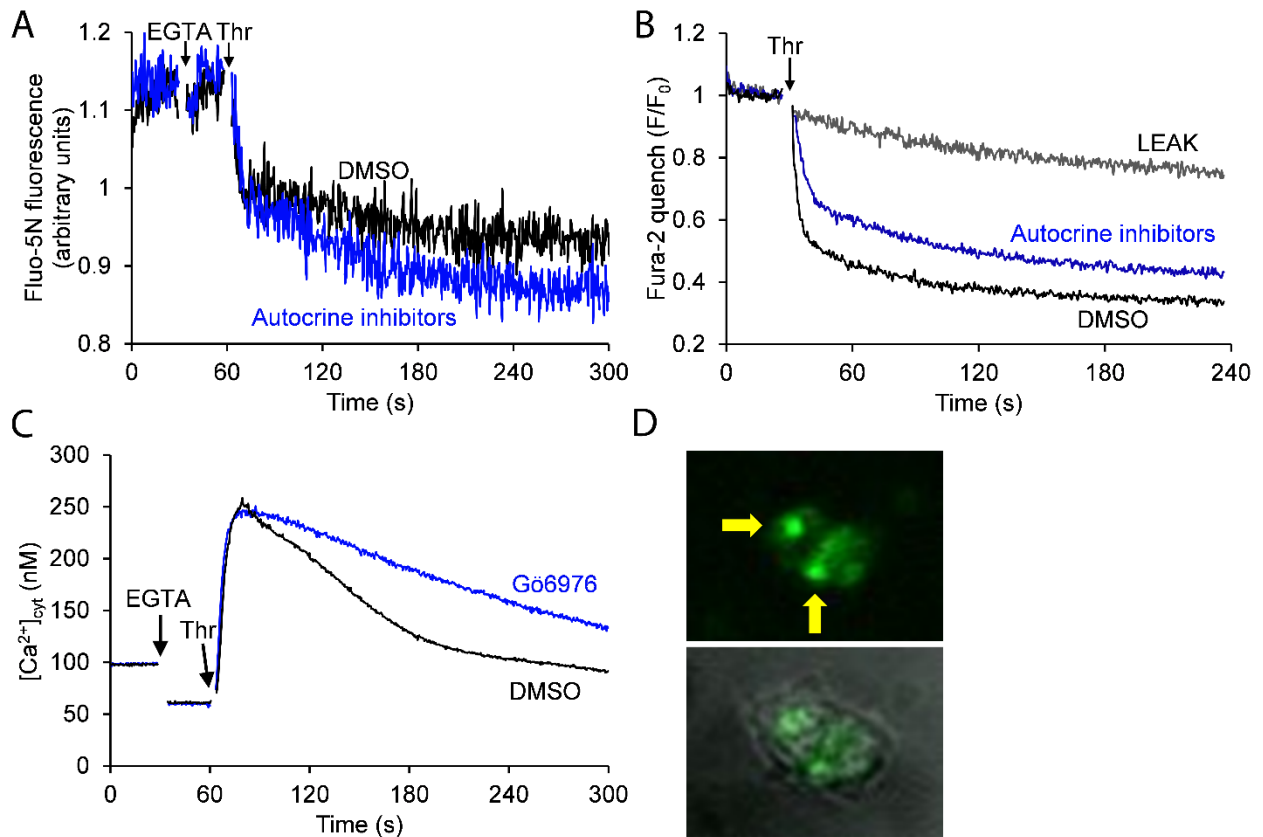 A
EGTA Thr
1.2
1.1
1
0.9
0.8
Fluo-5N fluorescence
(arbitrary units)
DMSO
Autocrine inhibitors
0 60 120 180 240 300
Time (s)
B
Thr
1.2
1.0
0.8
0.6
0.4
0.2
Fura-2 quench (F/F₀)
LEAK
Autocrine inhibitors
DMSO
0 60 120 180 240
Time (s)
C
300
250
200
150
100
50
0
[Ca²⁺]cyt (nM)
EGTA
Thr
Gö6976
DMSO
0 60 120 180 240 300
Time (s)
D